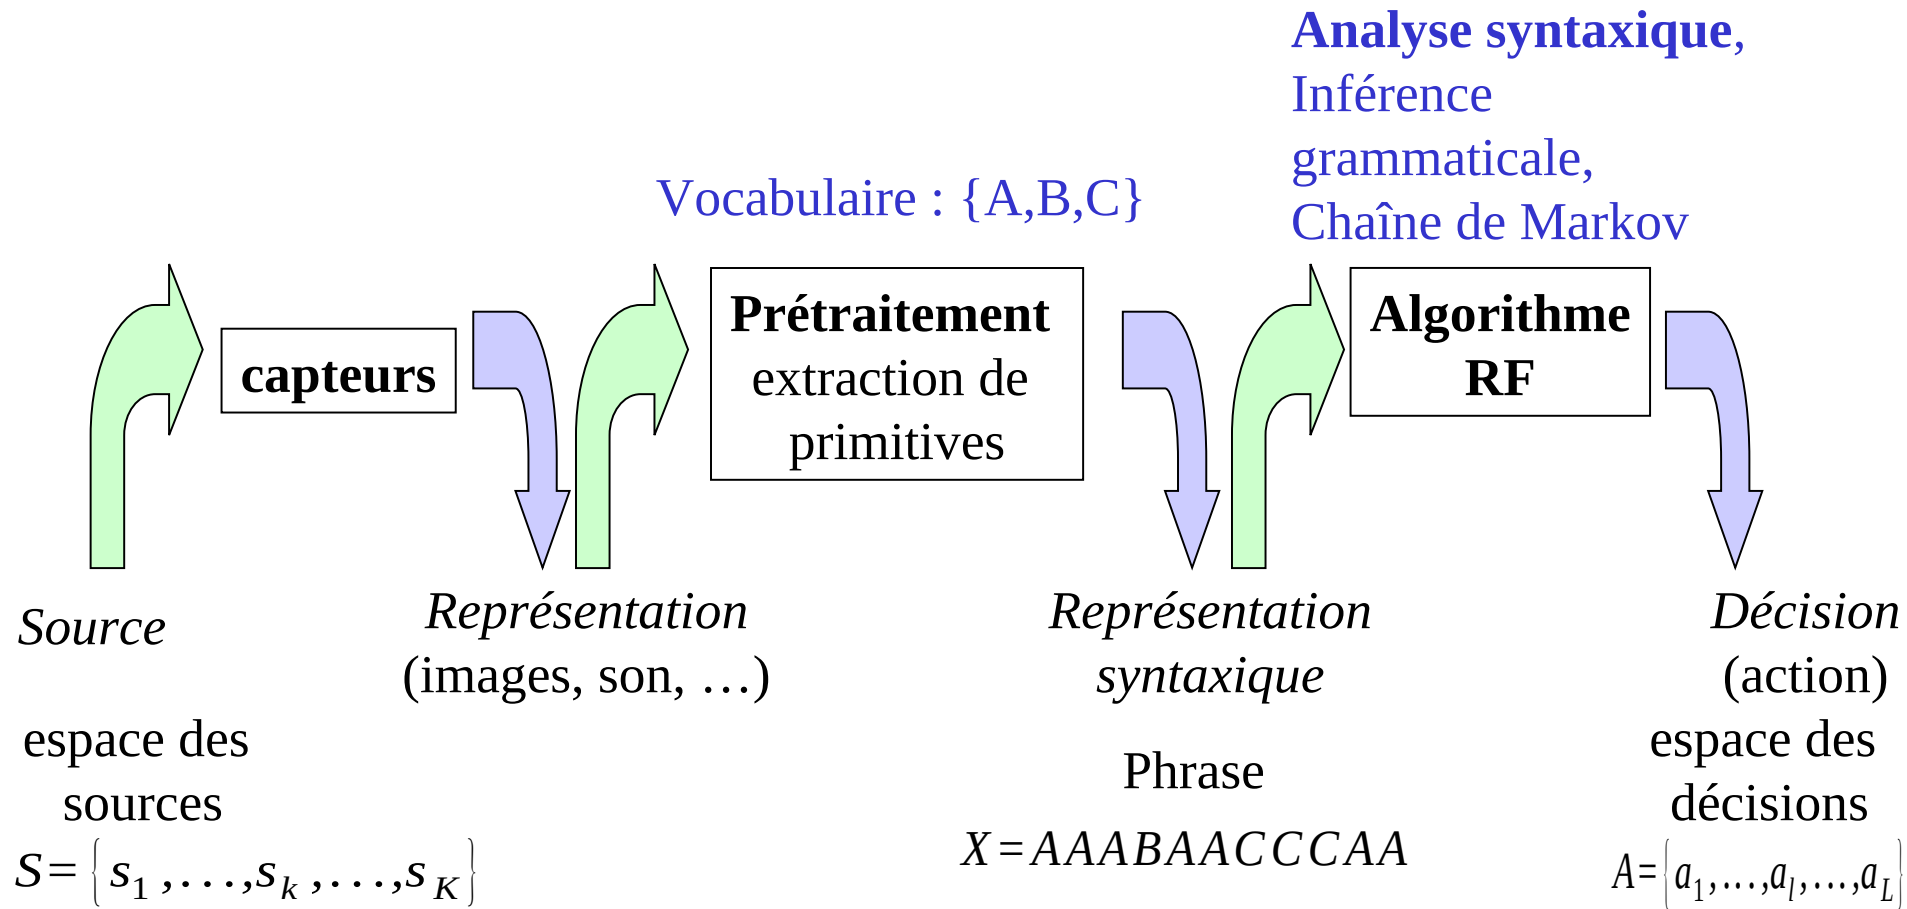 Analyse syntaxique,
Inférence
grammaticale,
Chaîne de Markov
Vocabulaire : {A,B,C}
capteurs
Prétraitement
extraction de
primitives
Algorithme
RF
Source
espace des
sources
S={s1,...,sk,...,sK}
Représentation
(images, son, …)
Représentation
syntaxique
Phrase
X=AAABAACCCAA
Décision
(action)
espace des
décisions
A={a1,...,al,...,aL}